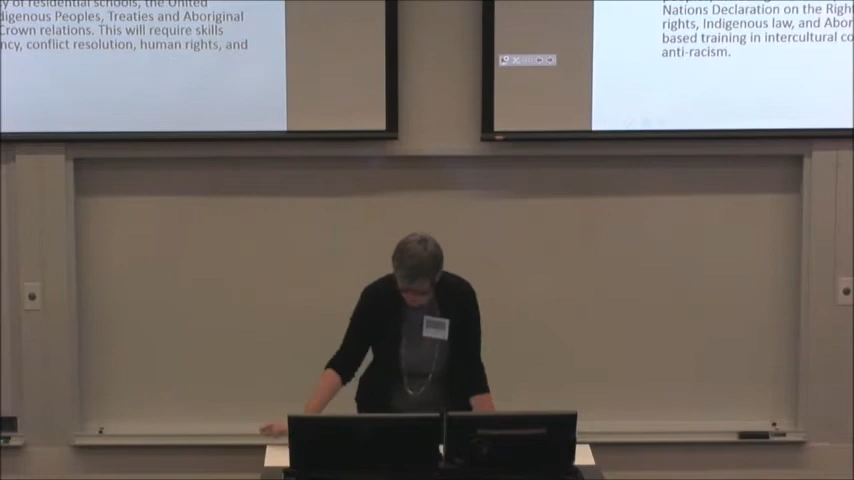 y of residential schools, the United
digenous Peoples, Treaties and Aboriginal
Crown relations. This will require skills
ncy, conflict resolution, human rights, and
Nations Declaration on the Righ
rights, Indigenous law, and Abor
based training in intercultural co
anti-racism.